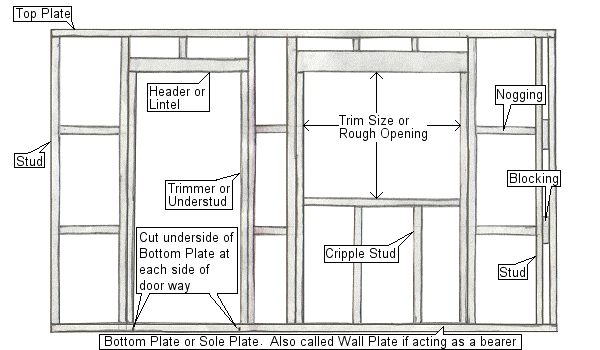 Top Plate
Header or
Lintel
Trim Size or
Rough Opening
Nogging
Stud
Trimmer or
Understud
Blocking
Cut underside of
Bottom Plate at
each side of
door way
Cripple Stud
Stud
Bottom Plate or Sole Plate.  Also called Wall Plate if acting as a bearer